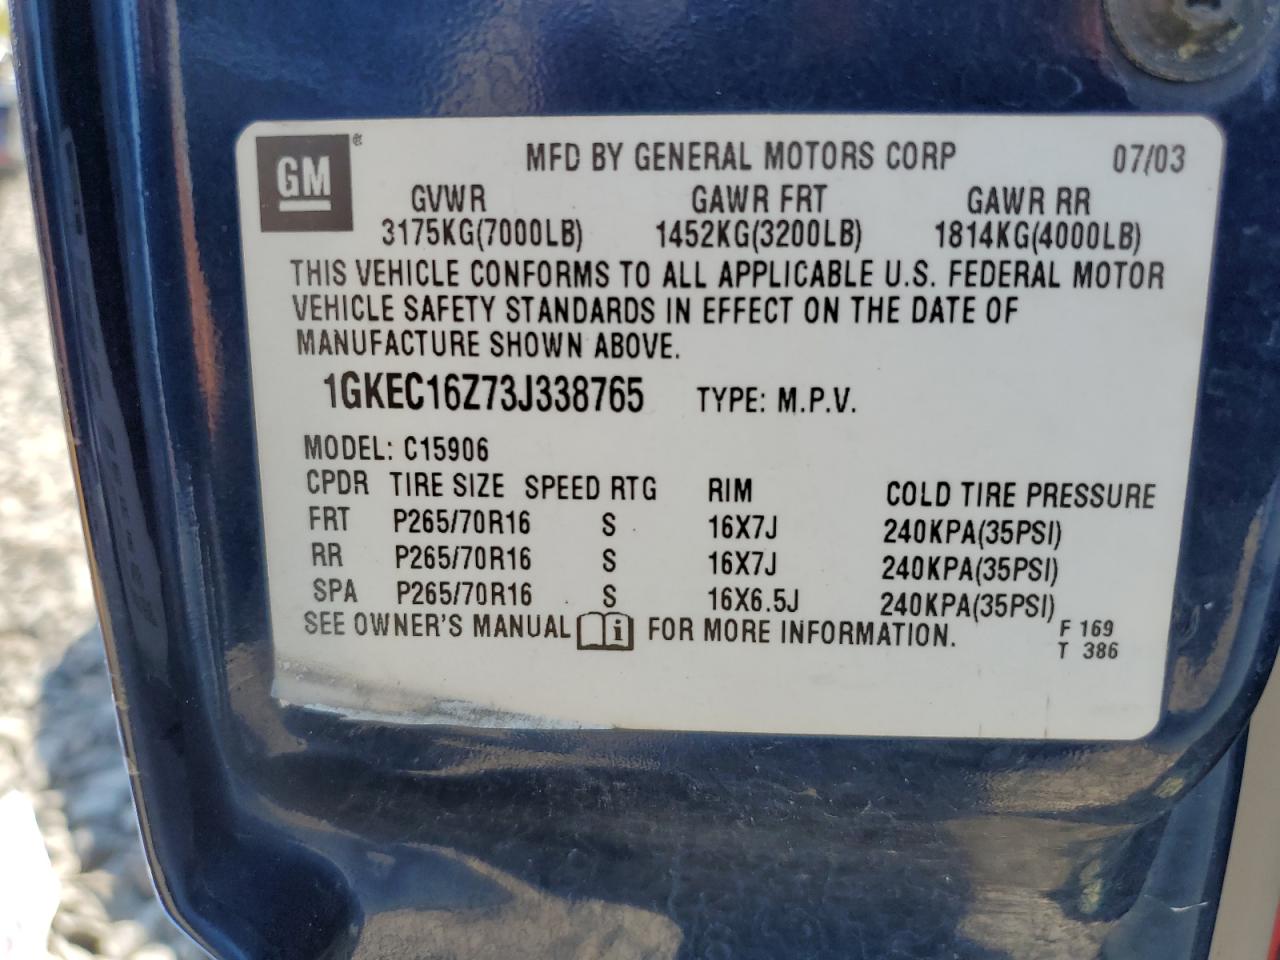 GM ® MFD BY GENERAL MOTORS CORP 07/03
GVWR GAWR FRT GAWR RR
3175KG(7000LB) 1452KG(3200LB) 1814KG(4000LB)
THIS VEHICLE CONFORMS TO ALL APPLICABLE U.S. FEDERAL MOTOR
VEHICLE SAFETY STANDARDS IN EFFECT ON THE DATE OF
MANUFACTURE SHOWN ABOVE.
1GKEC16Z73J338765 TYPE: M.P.V.
MODEL: C15906
CPDR TIRE SIZE SPEED RTG RIM COLD TIRE PRESSURE
FRT P265/70R16 S 16X7J 240KPA(35PSI)
RR P265/70R16 S 16X7J 240KPA(35PSI)
SPA P265/70R16 S 16X6.5J 240KPA(35PSI)
SEE OWNER'S MANUAL i FOR MORE INFORMATION. F 169
T 386